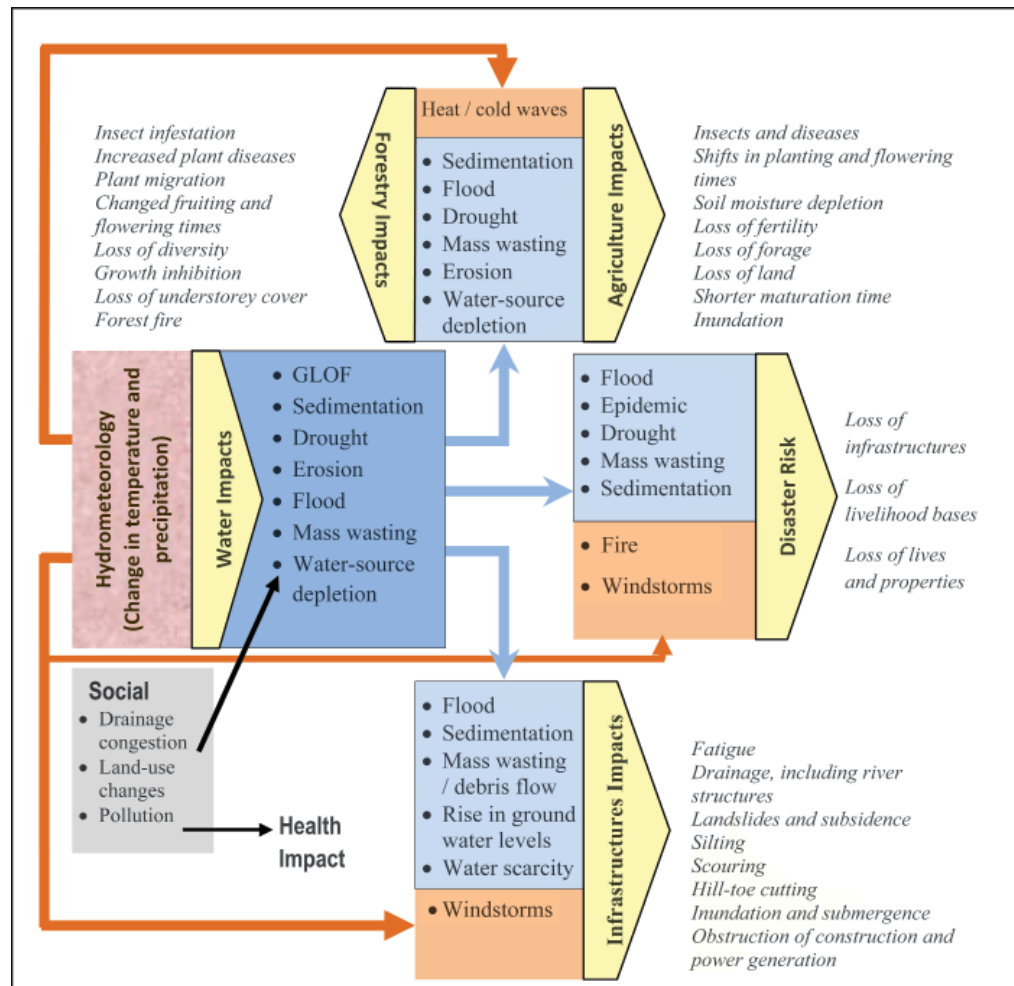 Heat / cold waves
Forestry Impacts
Agriculture Impacts
Insect infestation
Increased plant diseases
Plant migration
Changed fruiting and
flowering times
Loss of diversity
Growth inhibition
Loss of understorey cover
Forest fire
• Sedimentation
• Flood
• Drought
• Mass wasting
• Erosion
• Water-source
depletion
Insects and diseases
Shifts in planting and flowering
times
Soil moisture depletion
Loss of fertility
Loss of forage
Loss of land
Shorter maturation time
Inundation
Hydrometeorology
(Change in temperature and
precipitation)
Water Impacts
• GLOF
• Sedimentation
• Drought
• Erosion
• Flood
• Mass wasting
• Water-source
depletion
• Flood
• Epidemic
• Drought
• Mass wasting
• Sedimentation
• Fire
• Windstorms
Disaster Risk
Loss of
infrastructures
Loss of
livelihood bases
Loss of lives
and properties
Social
• Drainage
congestion
• Land-use
changes
• Pollution
Health
Impact
• Flood
• Sedimentation
• Mass wasting
/ debris flow
• Rise in ground
water levels
• Water scarcity
• Windstorms
Infrastructures Impacts
Fatigue
Drainage, including river
structures
Landslides and subsidence
Silting
Scouring
Hill-toe cutting
Inundation and submergence
Obstruction of construction and
power generation